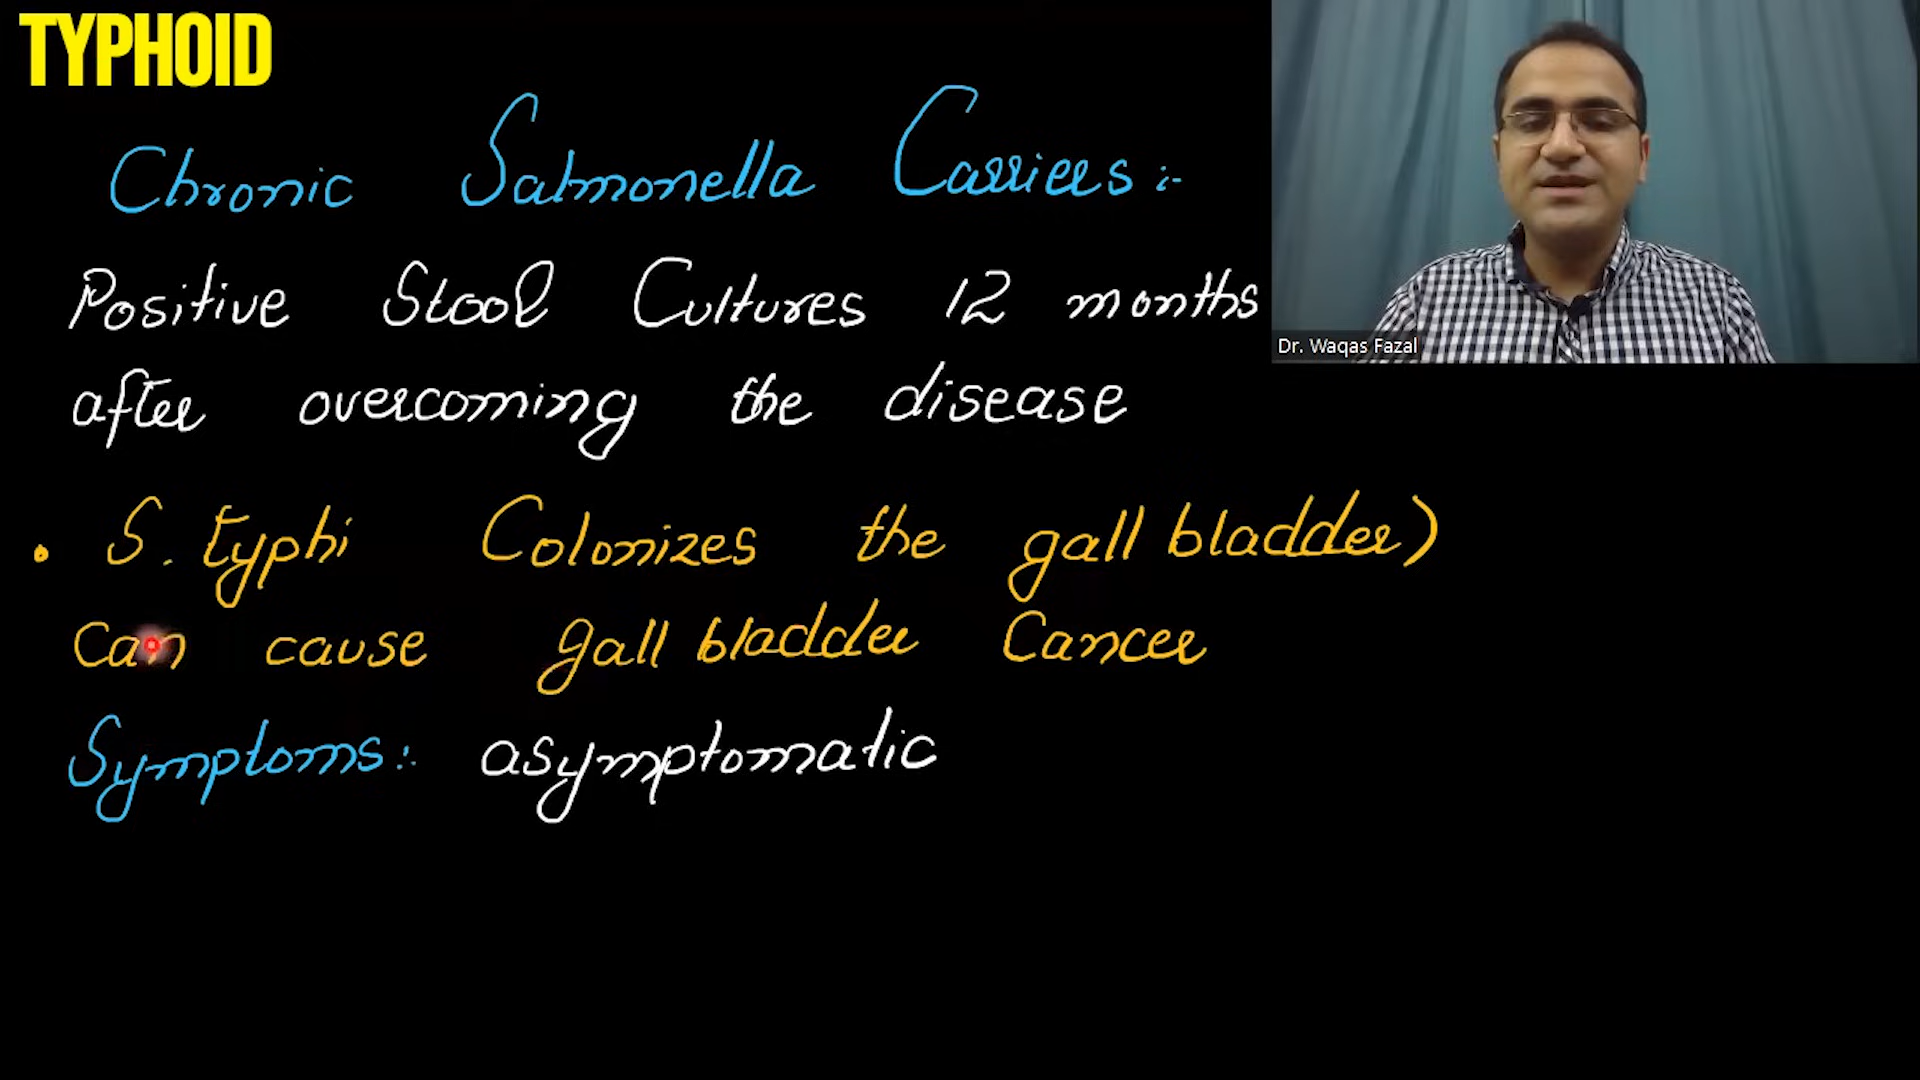 TYPHOID
Chronic Salmonella Carriers:-
Positive Stool Cultures 12 months
after overcoming the disease
• S. typhi Colonizes the gall bladder)
Can cause gall bladder Cancer
Symptoms:- asymptomatic
Dr. Waqas Fazal